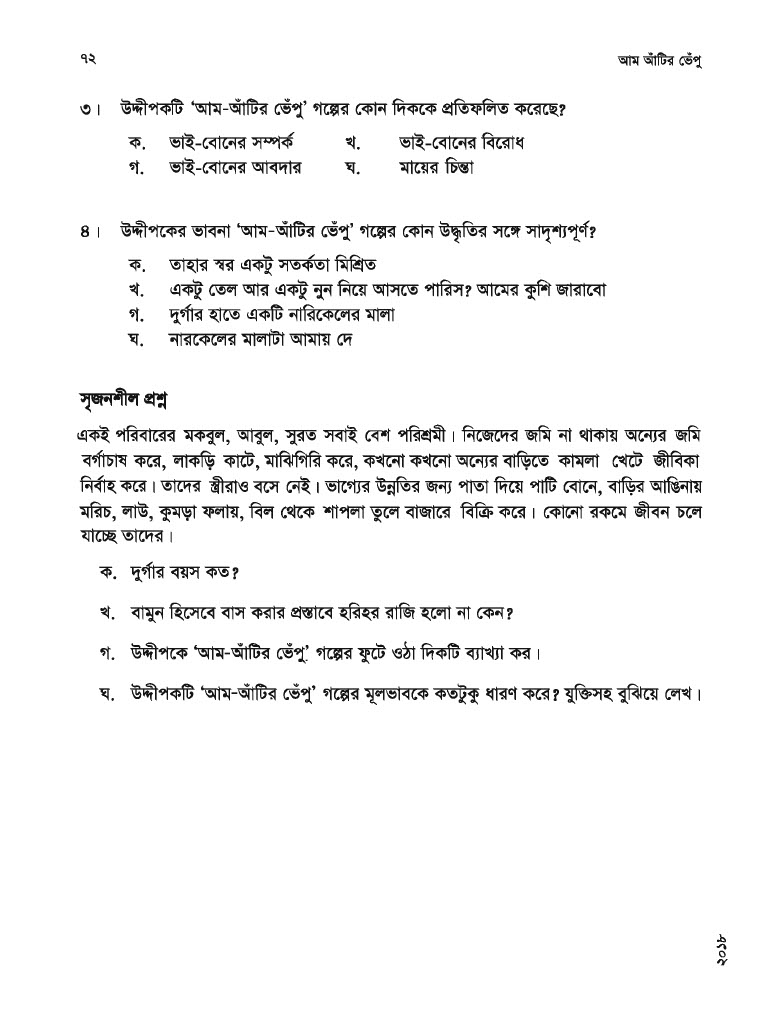 ৭২ আম আঁটির ভেঁপু
৩। উদ্দীপকটি ‘আম-আঁটির ভেঁপু’ গল্পের কোন দিককে প্রতিফলিত করেছে?
ক. ভাই-বোনের সম্পর্ক খ. ভাই-বোনের বিরোধ
গ. ভাই-বোনের আবদার ঘ. মায়ের চিন্তা
৪। উদ্দীপকের ভাবনা ‘আম-আঁটির ভেঁপু’ গল্পের কোন উদ্ধৃতির সঙ্গে সাদৃশ্যপূর্ণ?
ক. তাহার স্বর একটু সতর্কতা মিশ্রিত
খ. একটু তেল আর একটু নুন নিয়ে আসতে পারিস? আমের কুশি জারাবো
গ. দুর্গার হাতে একটি নারিকেলের মালা
ঘ. নারকেলের মালাটা আমায় দে
সৃজনশীল প্রশ্ন
একই পরিবারের মকবুল, আবুল, সুরত সবাই বেশ পরিশ্রমী। নিজেদের জমি না থাকায় অন্যের জমি
বর্গাচাষ করে, লাকড়ি কাটে, মাঝিগিরি করে, কখনো কখনো অন্যের বাড়িতে কামলা খেটে জীবিকা
নির্বাহ করে। তাদের স্ত্রীরাও বসে নেই। ভাগ্যের উন্নতির জন্য পাতা দিয়ে পাটি বোনে, বাড়ির আঙিনায়
মরিচ, লাউ, কুমড়া ফলায়, বিল থেকে শাপলা তুলে বাজারে বিক্রি করে। কোনো রকমে জীবন চলে
যাচ্ছে তাদের।
ক. দুর্গার বয়স কত?
খ. বামুন হিসেবে বাস করার প্রস্তাবে হরিহর রাজি হলো না কেন?
গ. উদ্দীপকে ‘আম-আঁটির ভেঁপু’ গল্পের ফুটে ওঠা দিকটি ব্যাখ্যা কর।
ঘ. উদ্দীপকটি ‘আম-আঁটির ভেঁপু’ গল্পের মূলভাবকে কতটুকু ধারণ করে? যুক্তিসহ বুঝিয়ে লেখ।
২০১৮